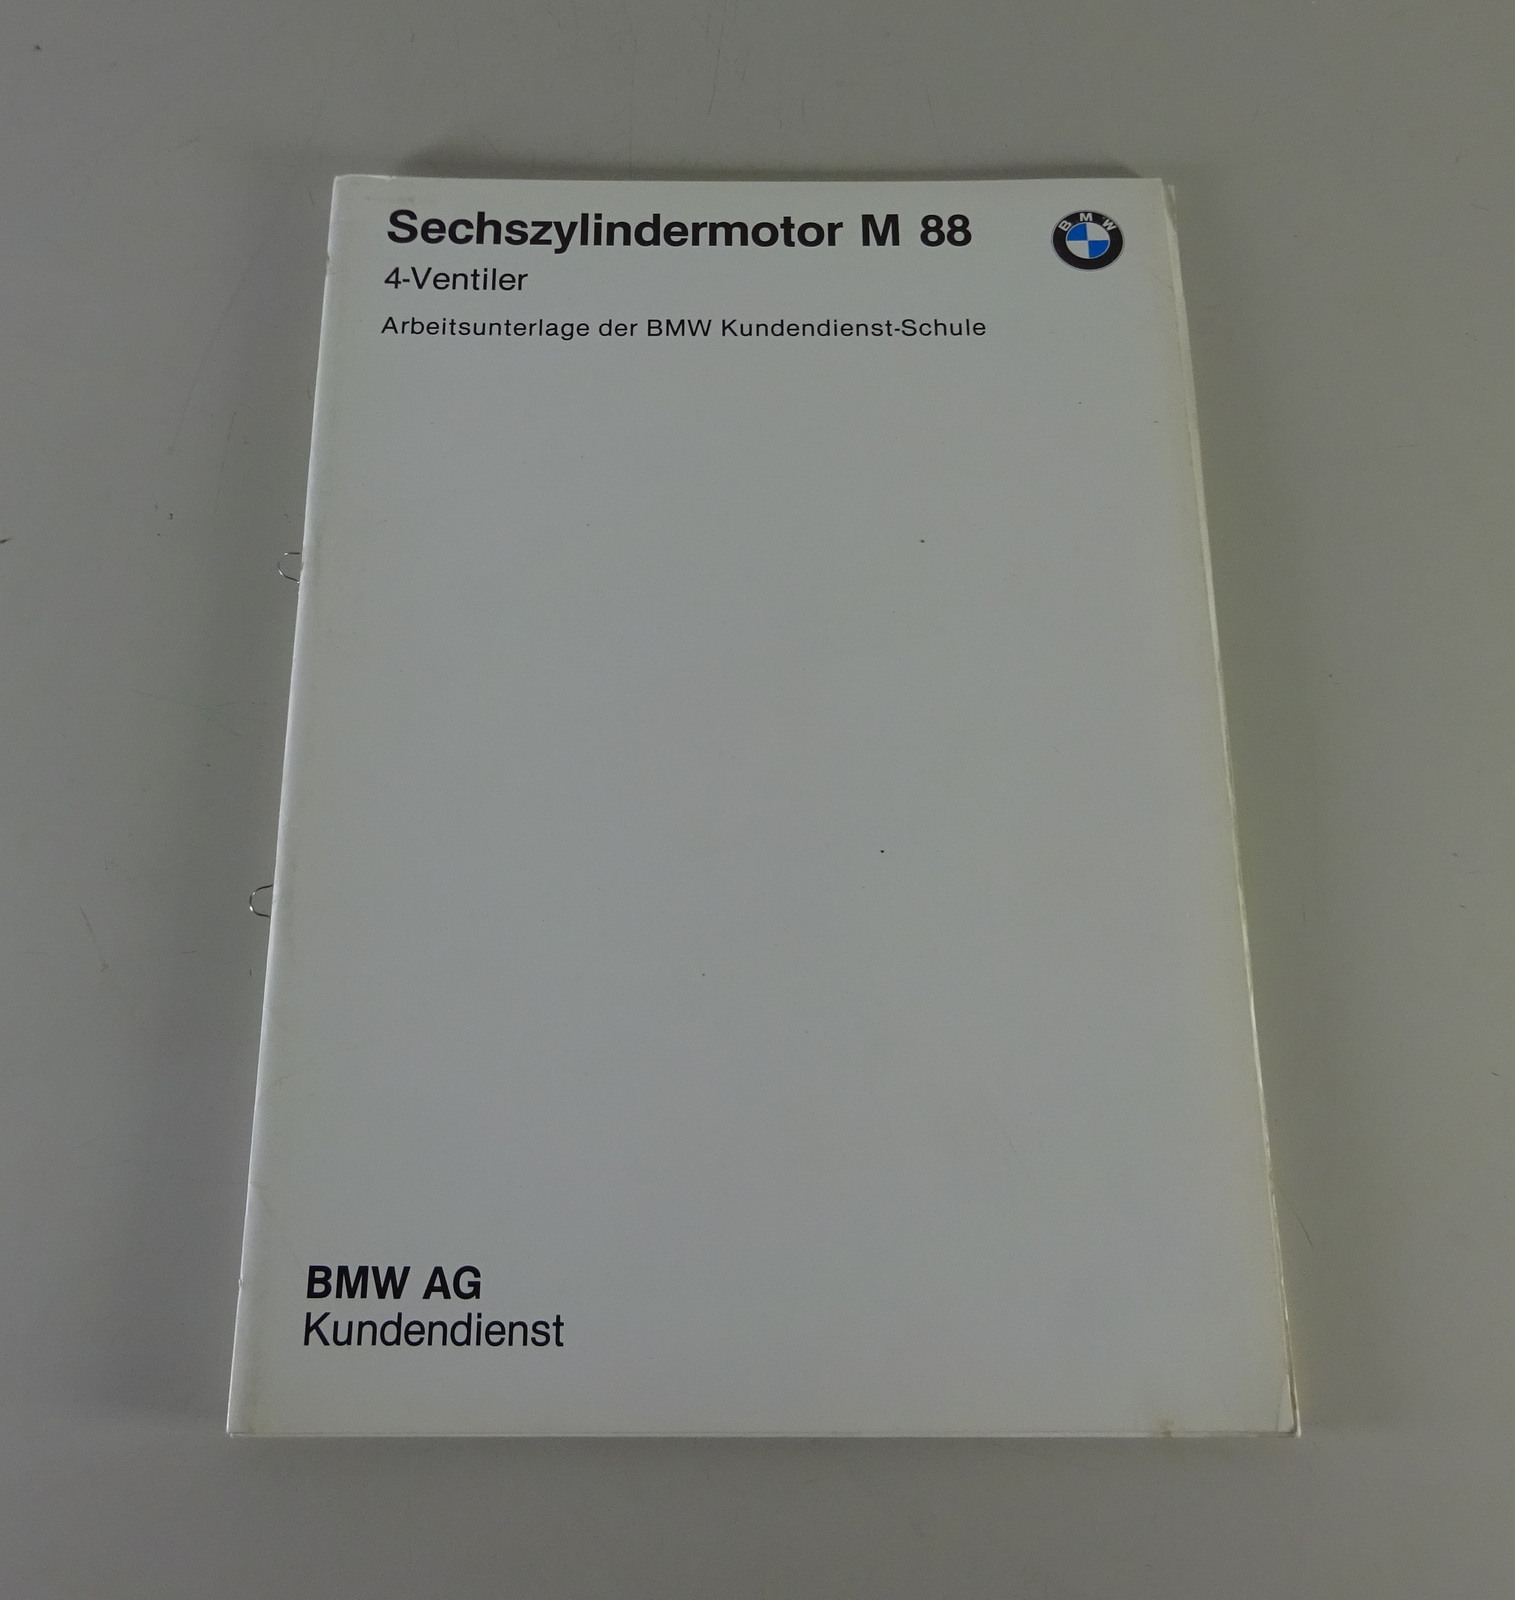 Sechszylindermotor M 88
BMW
4-Ventiler
Arbeitsunterlage der BMW Kundendienst-Schule
BMW AG
Kundendienst